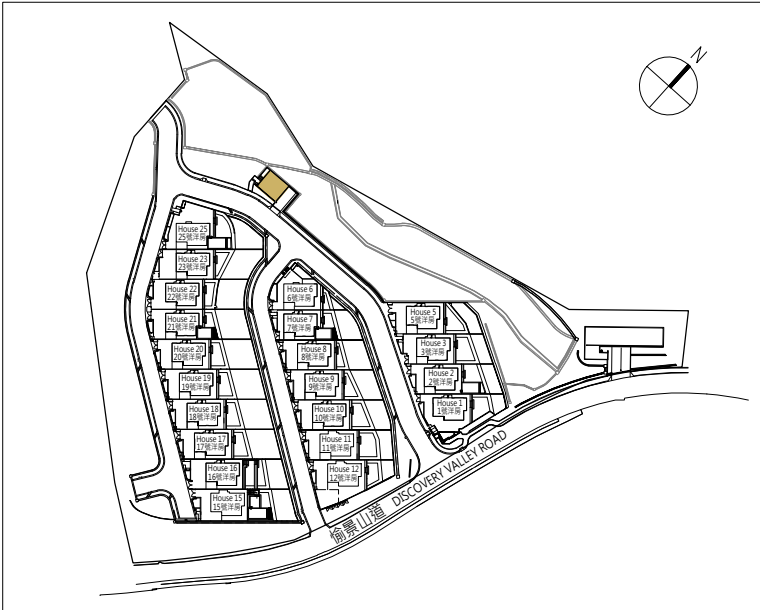 N
House 25
25號洋房
House 23
23號洋房
House 22
22號洋房
House 21
21號洋房
House 20
20號洋房
House 19
19號洋房
House 18
18號洋房
House 17
17號洋房
House 16
16號洋房
House 15
15號洋房
House 6
6號洋房
House 7
7號洋房
House 8
8號洋房
House 9
9號洋房
House 10
10號洋房
House 11
11號洋房
House 12
12號洋房
House 5
5號洋房
House 3
3號洋房
House 2
2號洋房
House 1
1號洋房
愉景山道 DISCOVERY VALLEY ROAD